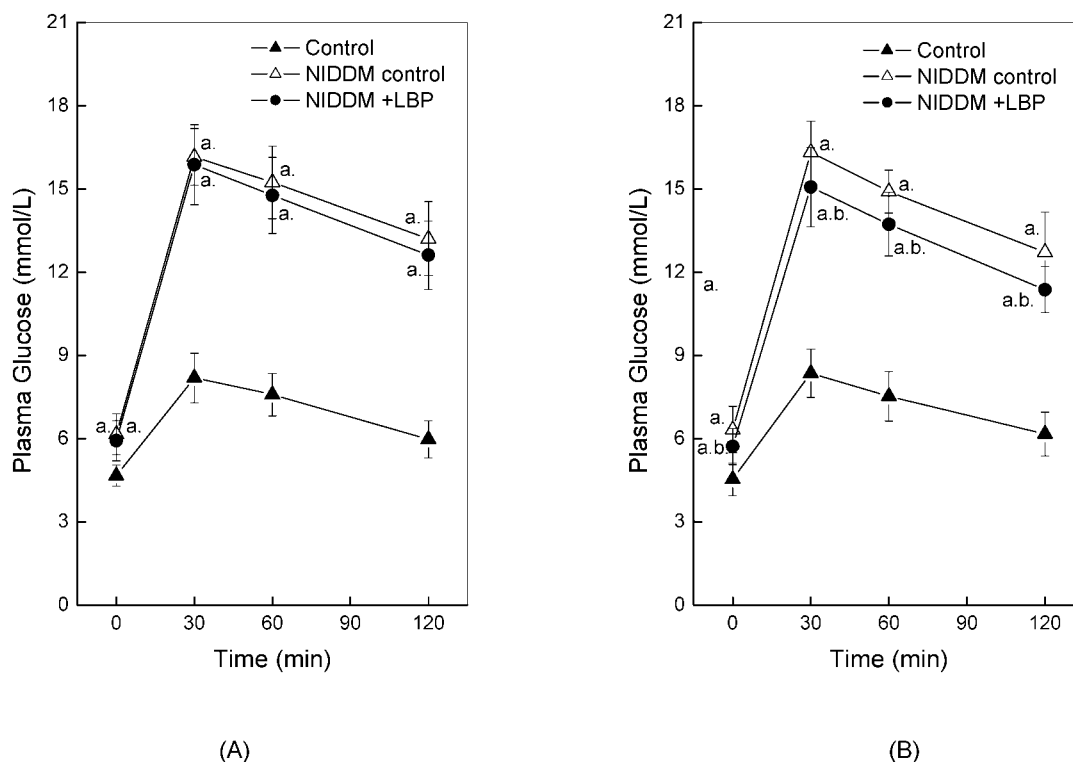 21
18
15
12
9
6
3
0
Plasma Glucose (mmol/L)
Control
NIDDM control
NIDDM +LBP
a.
a.
a.
a.
a.
a.
a.
a.
0 30 60 90 120
Time (min)
(A)
21
18
15
12
9
6
3
0
Plasma Glucose (mmol/L)
Control
NIDDM control
NIDDM +LBP
a.
a.b.
a.
a.b.
a.
a.b.
a.
a.
a.b.
0 30 60 90 120
Time (min)
(B)